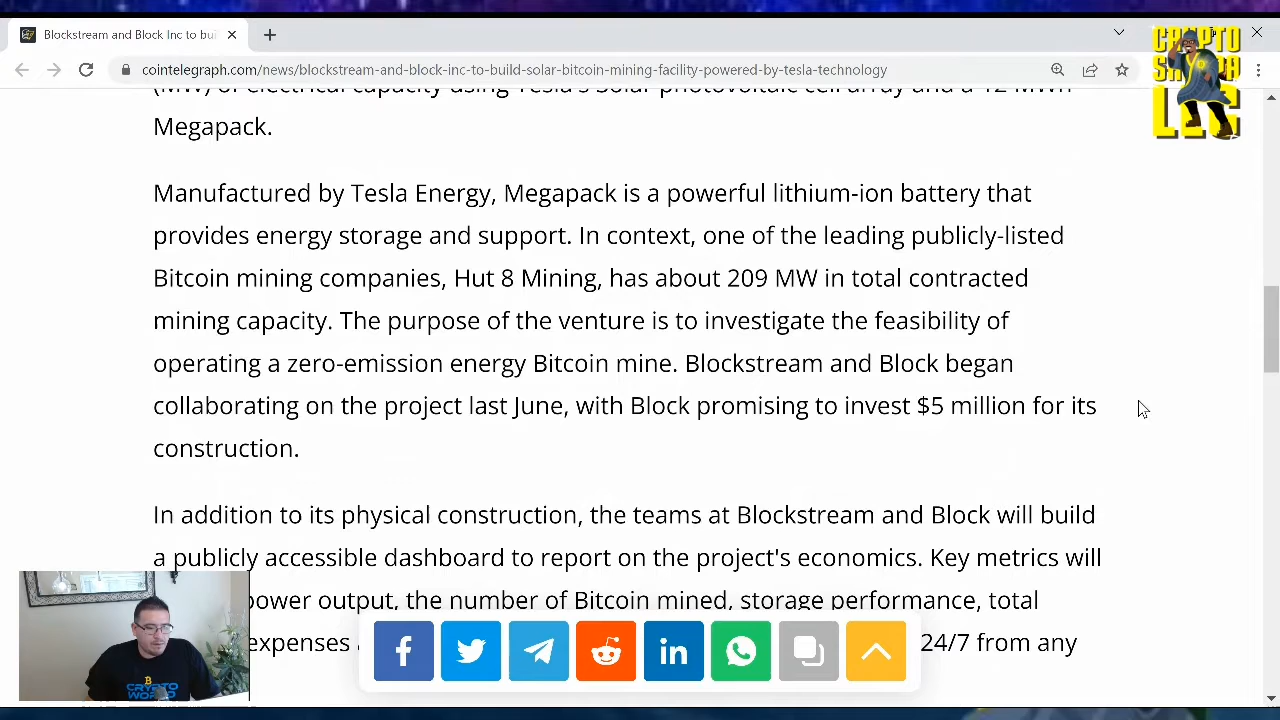 Blockstream and Block Inc to bui
cointelegraph.com/news/blockstream-and-block-inc-to-build-solar-bitcoin-mining-facility-powered-by-tesla-technology
CRYPTO
(MW) of electrical capacity using Tesla's Solar photovoltaic cell array and a 12 MWh
Megapack.
Manufactured by Tesla Energy, Megapack is a powerful lithium-ion battery that
provides energy storage and support. In context, one of the leading publicly-listed
Bitcoin mining companies, Hut 8 Mining, has about 209 MW in total contracted
mining capacity. The purpose of the venture is to investigate the feasibility of
operating a zero-emission energy Bitcoin mine. Blockstream and Block began
collaborating on the project last June, with Block promising to invest $5 million for its
construction.
In addition to its physical construction, the teams at Blockstream and Block will build
a publicly accessible dashboard to report on the project's economics. Key metrics will
power output, the number of Bitcoin mined, storage performance, total
expenses
24/7 from any
CRYPTO
WORLD